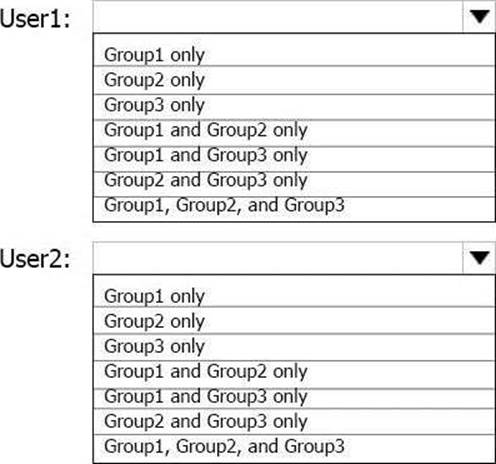 User1:
Group1 only
Group2 only
Group3 only
Group1 and Group2 only
Group1 and Group3 only
Group2 and Group3 only
Group1, Group2, and Group3
User2:
Group1 only
Group2 only
Group3 only
Group1 and Group2 only
Group1 and Group3 only
Group2 and Group3 only
Group1, Group2, and Group3